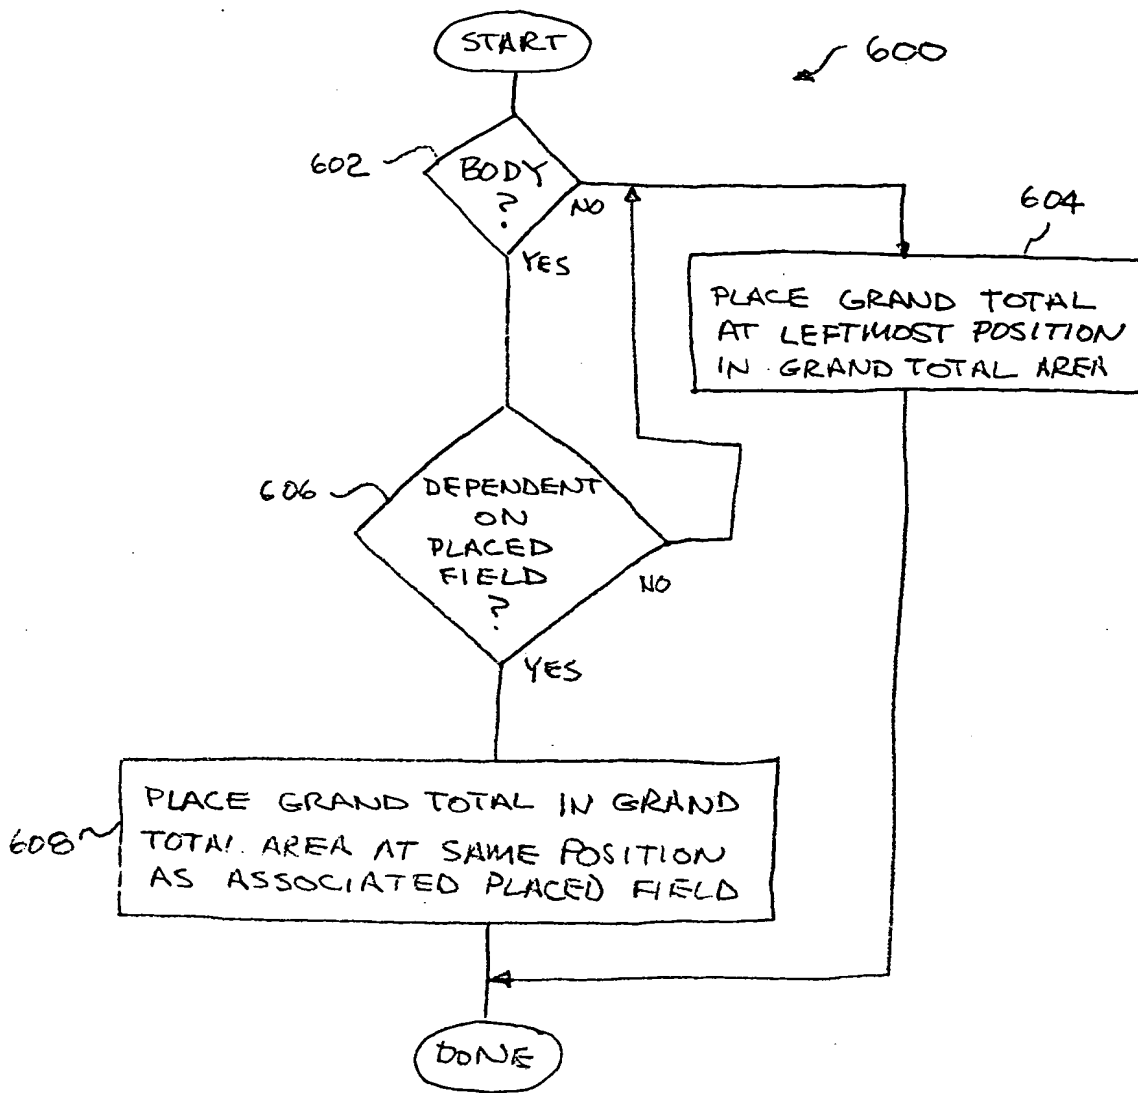 START
600
602
BODY
?
NO
YES
604
PLACE GRAND TOTAL
AT LEFTMOST POSITION
IN GRAND TOTAL AREA
606
DEPENDENT
ON
PLACED
FIELD
?
NO
YES
608
PLACE GRAND TOTAL IN GRAND
TOTAL AREA AT SAME POSITION
AS ASSOCIATED PLACED FIELD
DONE